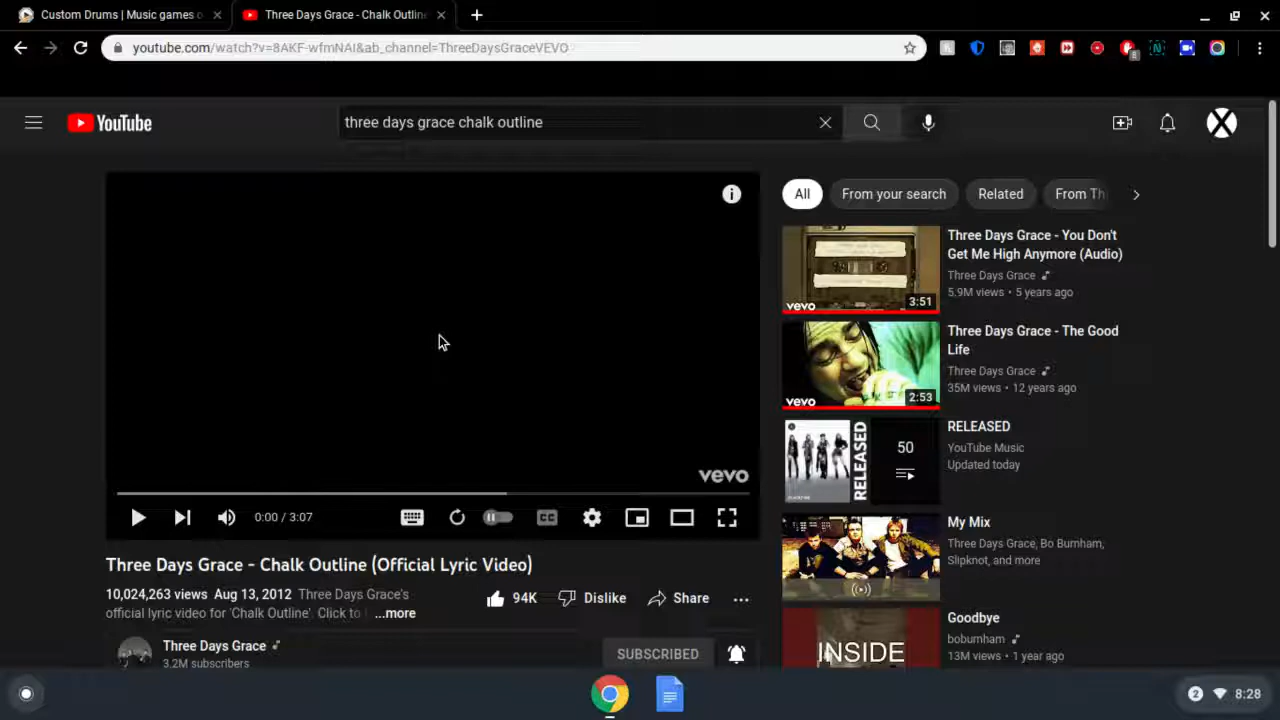 Custom Drums | Music games o
Three Days Grace - Chalk Outline
youtube.com/watch?v=8AKF-wfmNAI&ab_channel=ThreeDaysGraceVEVO
8
YouTube
three days grace chalk outline
X
All
From your search
Related
From Th
Three Days Grace - You Don't
Get Me High Anymore (Audio)
Three Days Grace
5.9M views • 5 years ago
vevo
3:51
Three Days Grace - The Good
Life
Three Days Grace
35M views • 12 years ago
vevo
2:53
RELEASED
YouTube Music
Updated today
50
RELEASED
My Mix
Three Days Grace, Bo Burnham,
Slipknot, and more
Goodbye
boburnham
13M views • 1 year ago
INSIDE
vevo
0:00 / 3:07
CC
Three Days Grace - Chalk Outline (Official Lyric Video)
10,024,263 views Aug 13, 2012 Three Days Grace's
official lyric video for 'Chalk Outline'. Click to ...more
94K
Dislike
Share
Three Days Grace
3.2M subscribers
SUBSCRIBED
2
8:28